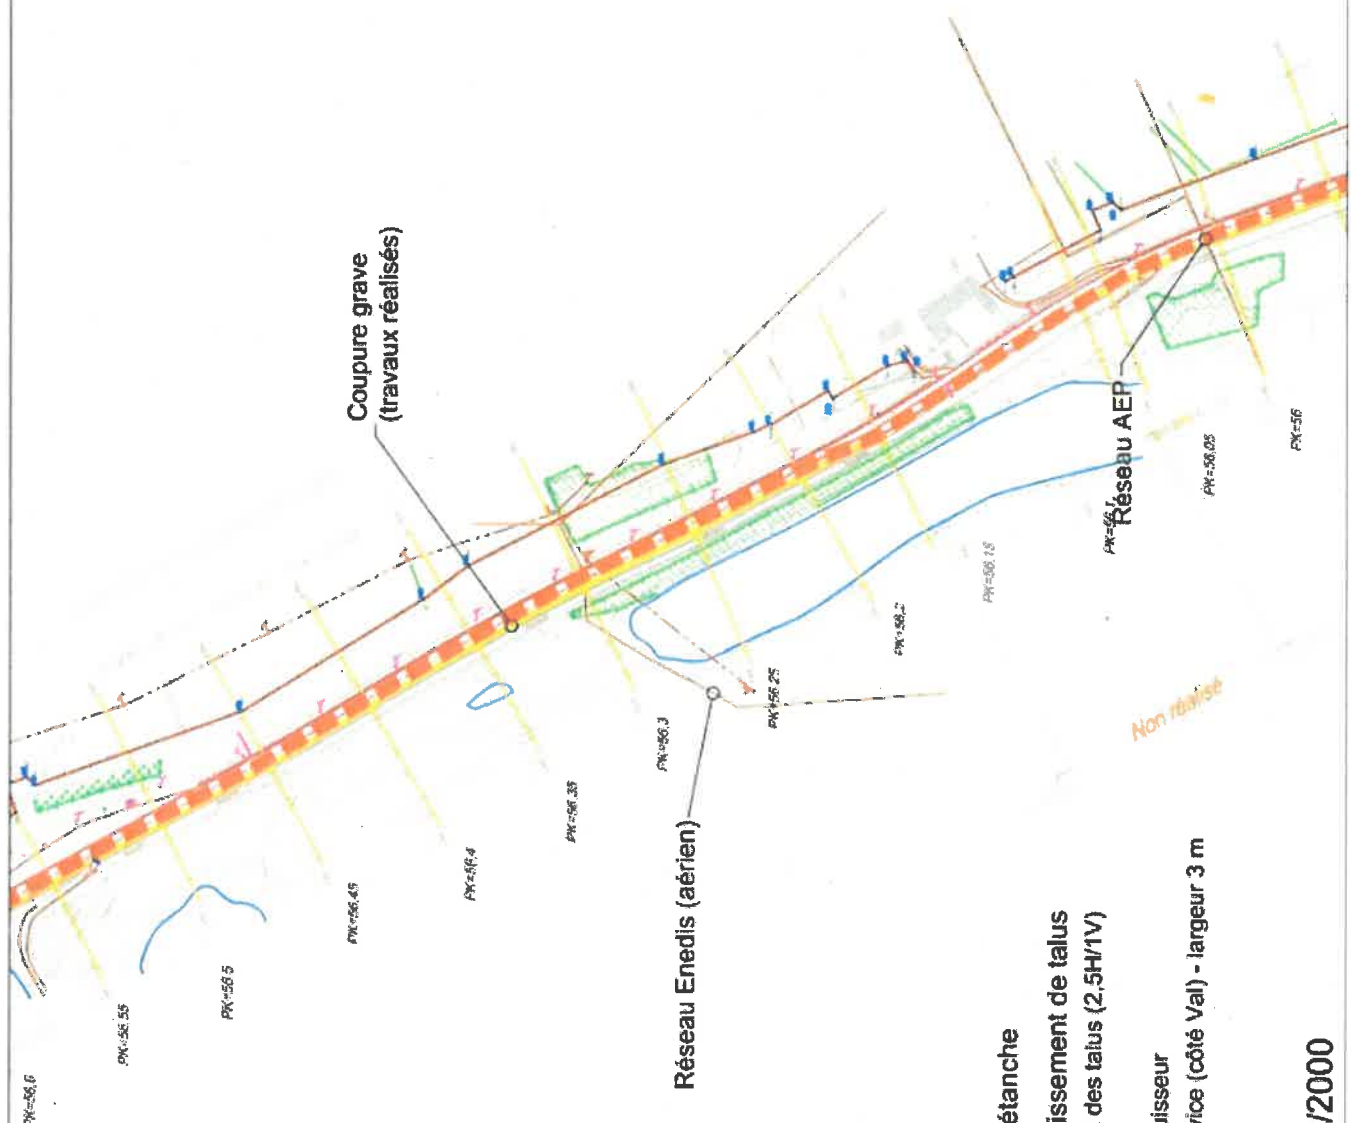 Coupure grave
(travaux réalisés)
Réseau AEP
Réseau Enedis (aérien)
PK=56
PK=56,05
PK=56,1
PK=56,15
PK=56,2
PK=56,25
PK=56,3
PK=56,35
PK=56,4
PK=56,45
PK=56,5
PK=56,55
PK=56,6
Non réalisé
étanche
issement de talus
des talus (2,5H/1V)
uisseur
vice (côté Val) - largeur 3 m
/2000